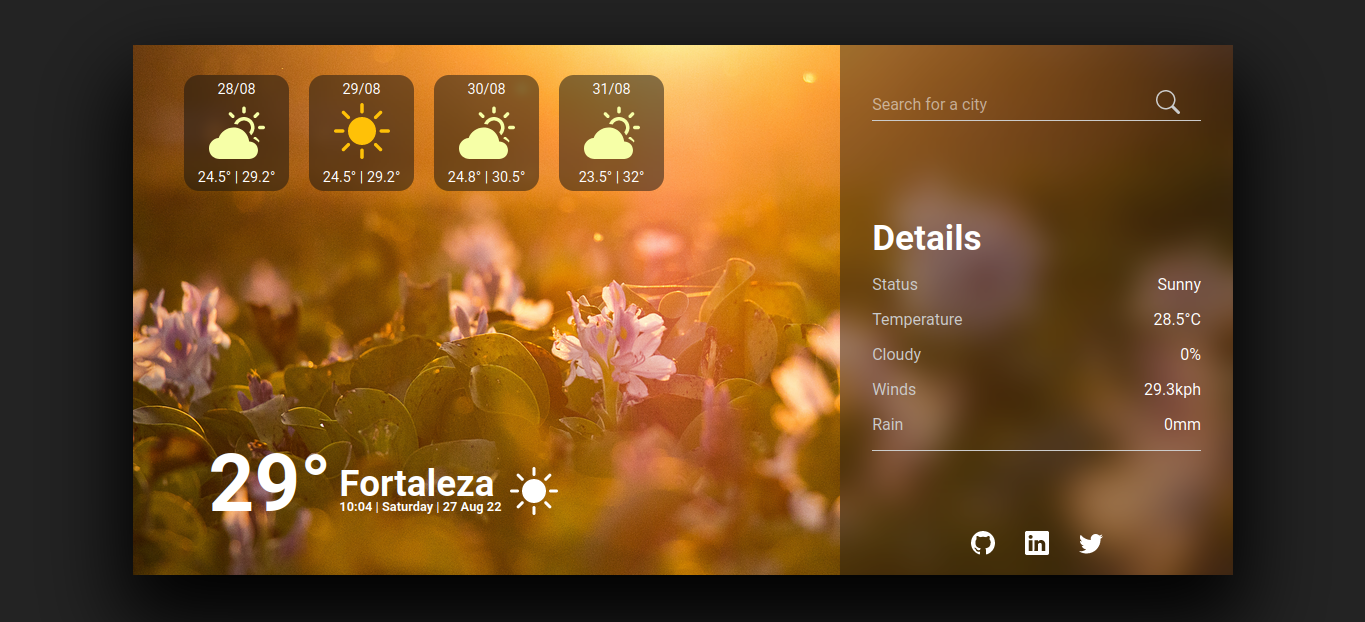 28/08
24.5° | 29.2°
29/08
24.5° | 29.2°
30/08
24.8° | 30.5°
31/08
23.5° | 32°
29°
Fortaleza
10:04 | Saturday | 27 Aug 22
Search for a city
Details
Status Sunny
Temperature 28.5°C
Cloudy 0%
Winds 29.3kph
Rain 0mm
in